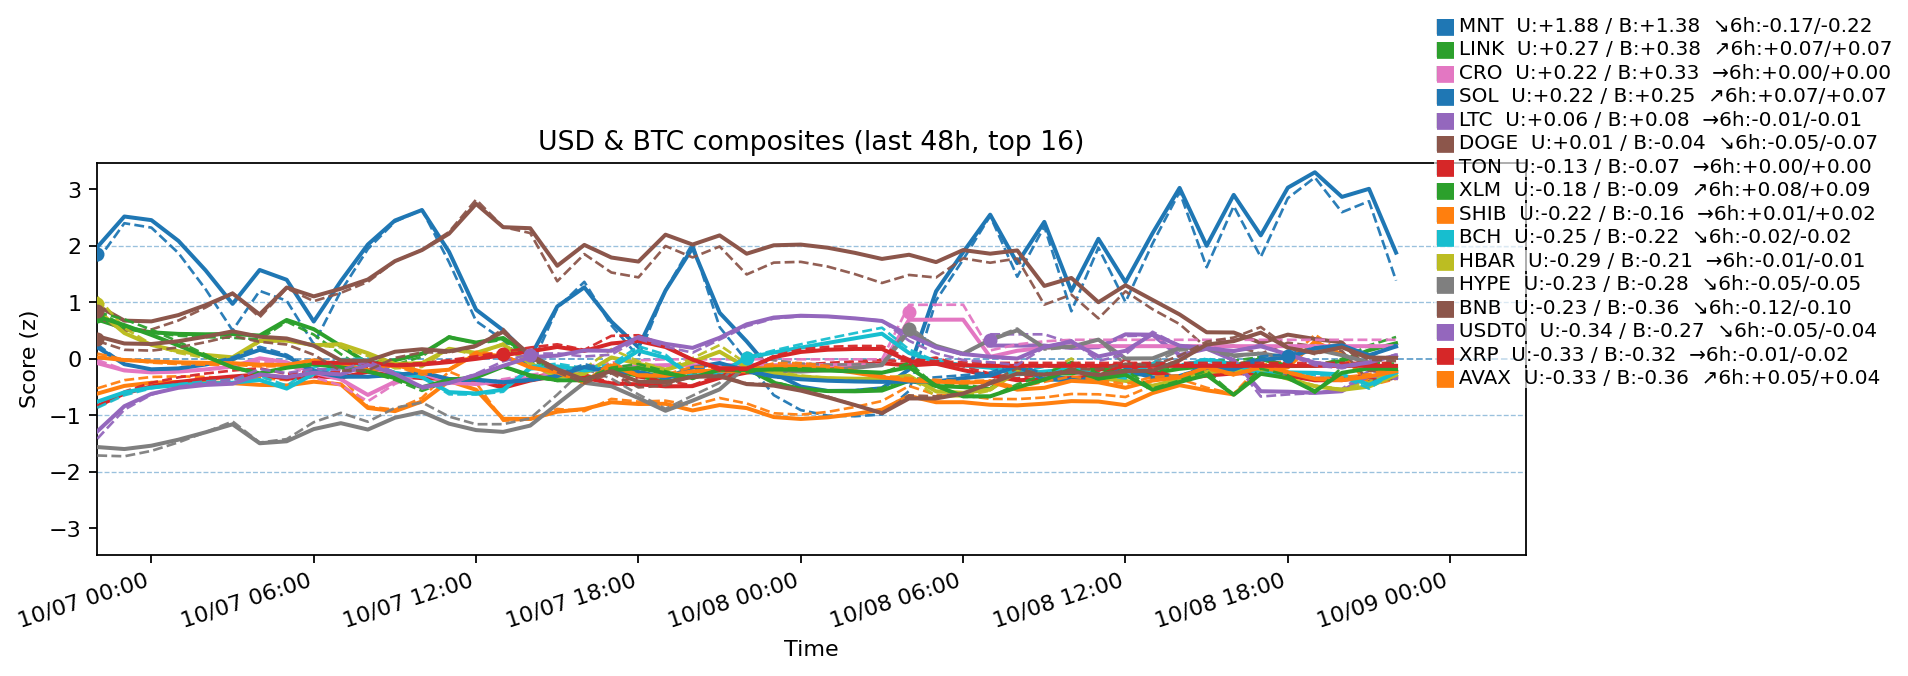 MNT  U:+1.88 / B:+1.38  ↘6h:-0.17/-0.22
LINK  U:+0.27 / B:+0.38  ↗6h:+0.07/+0.07
CRO  U:+0.22 / B:+0.33  →6h:+0.00/+0.00
SOL  U:+0.22 / B:+0.25  ↗6h:+0.07/+0.07
LTC  U:+0.06 / B:+0.08  →6h:-0.01/-0.01
DOGE  U:+0.01 / B:-0.04  ↘6h:-0.05/-0.07
TON  U:-0.13 / B:-0.07  →6h:+0.00/+0.00
XLM  U:-0.18 / B:-0.09  ↗6h:+0.08/+0.09
SHIB  U:-0.22 / B:-0.16  →6h:+0.01/+0.02
BCH  U:-0.25 / B:-0.22  ↘6h:-0.02/-0.02
HBAR  U:-0.29 / B:-0.21  →6h:-0.01/-0.01
HYPE  U:-0.23 / B:-0.28  ↘6h:-0.05/-0.05
BNB  U:-0.23 / B:-0.36  ↘6h:-0.12/-0.10
USDT0  U:-0.34 / B:-0.27  ↘6h:-0.05/-0.04
XRP  U:-0.33 / B:-0.32  →6h:-0.01/-0.02
AVAX  U:-0.33 / B:-0.36  ↗6h:+0.05/+0.04
USD & BTC composites (last 48h, top 16)
Score (z)
3
2
1
0
−1
−2
−3
10/07 00:00
10/07 06:00
10/07 12:00
10/07 18:00
10/08 00:00
10/08 06:00
10/08 12:00
10/08 18:00
10/09 00:00
Time